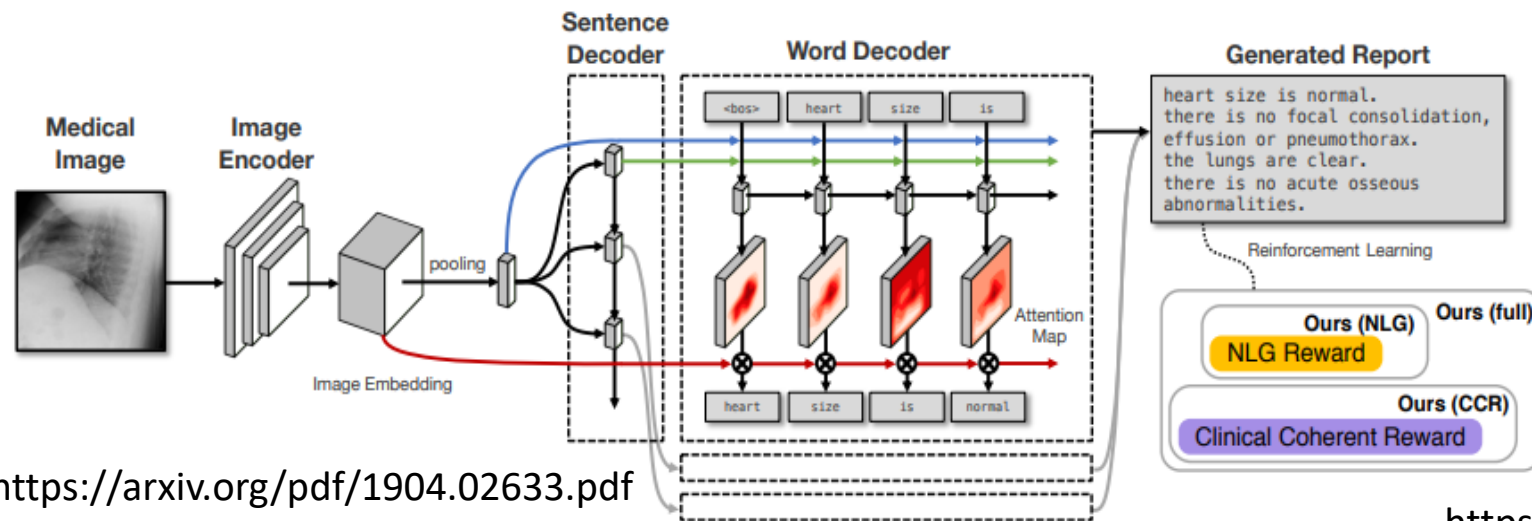 Medical
Image
Image
Encoder
pooling
Image Embedding
Sentence
Decoder
Word Decoder
<bos>
heart
size
is
Attention
Map
heart
size
is
normal
Generated Report
heart size is normal.
there is no focal consolidation,
effusion or pneumothorax.
the lungs are clear.
there is no acute osseous
abnormalities.
Reinforcement Learning
Ours (full)
Ours (NLG)
NLG Reward
Ours (CCR)
Clinical Coherent Reward
https://arxiv.org/pdf/1904.02633.pdf